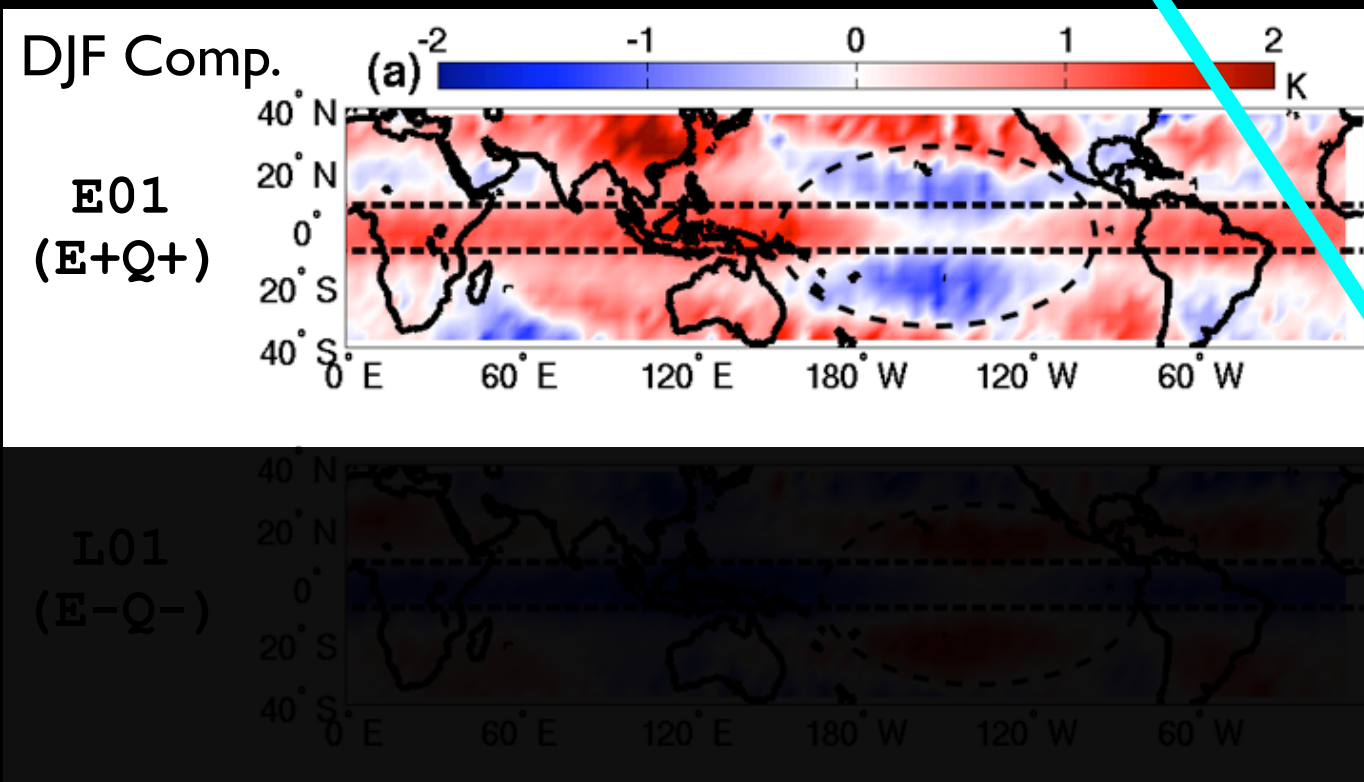 DJF Comp.
(a)
-2 -1 0 1 2
K
E01
(E+Q+)
40° N
20° N
0°
20° S
40° S
0° E 60° E 120° E 180° W 120° W 60° W
L01
(E-Q-)
40° N
20° N
0°
20° S
40° S
0° E 60° E 120° E 180° W 120° W 60° W